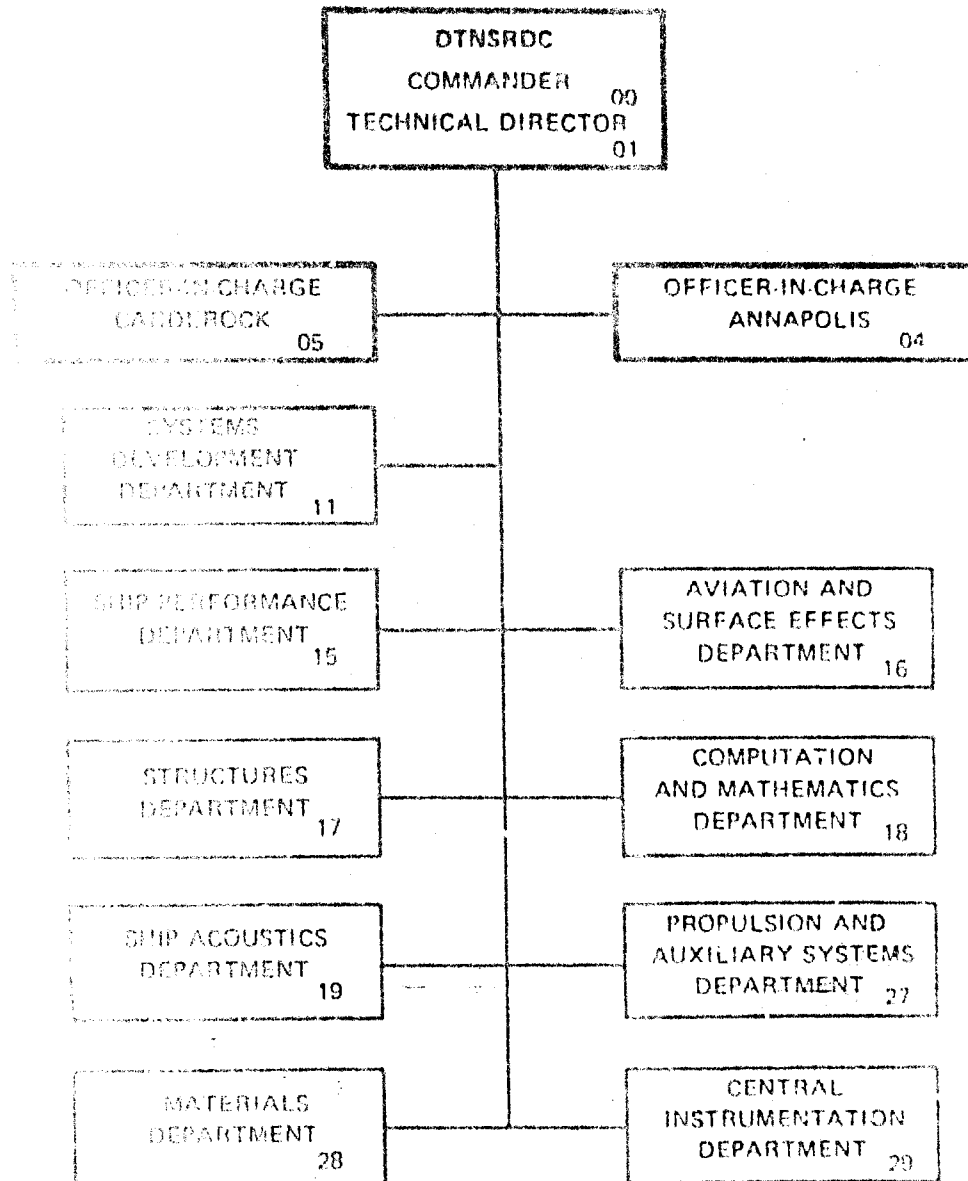 DTNSRDC
COMMANDER
00
TECHNICAL DIRECTOR
01
OFFICER-IN-CHARGE
CARDEROCK
05
OFFICER-IN-CHARGE
ANNAPOLIS
04
SYSTEMS
DEVELOPMENT
DEPARTMENT
11
SHIP PERFORMANCE
DEPARTMENT
15
AVIATION AND
SURFACE EFFECTS
DEPARTMENT
16
STRUCTURES
DEPARTMENT
17
COMPUTATION
AND MATHEMATICS
DEPARTMENT
18
SHIP ACOUSTICS
DEPARTMENT
19
PROPULSION AND
AUXILIARY SYSTEMS
DEPARTMENT
27
MATERIALS
DEPARTMENT
28
CENTRAL
INSTRUMENTATION
DEPARTMENT
29